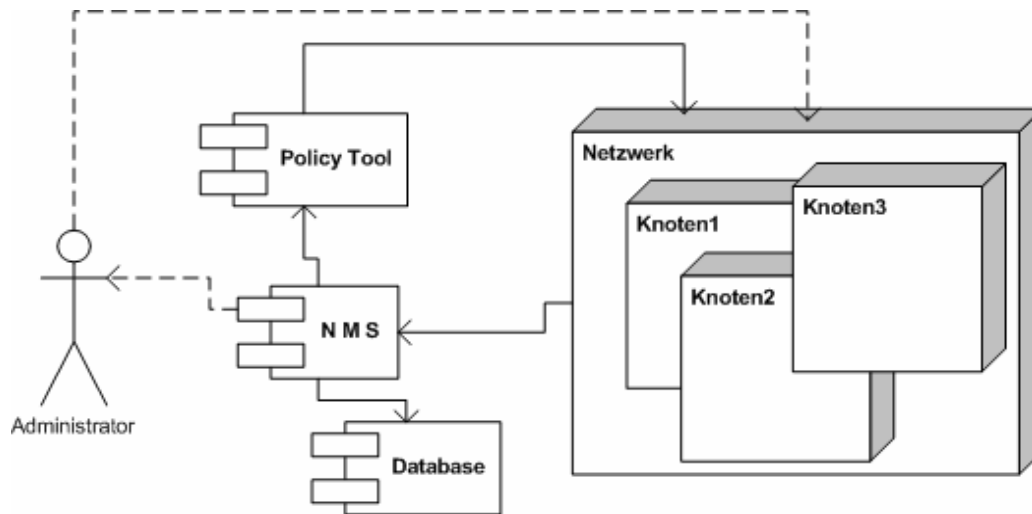 Policy Tool
Netzwerk
Knoten3
Knoten1
Knoten2
N M S
Administrator
Database